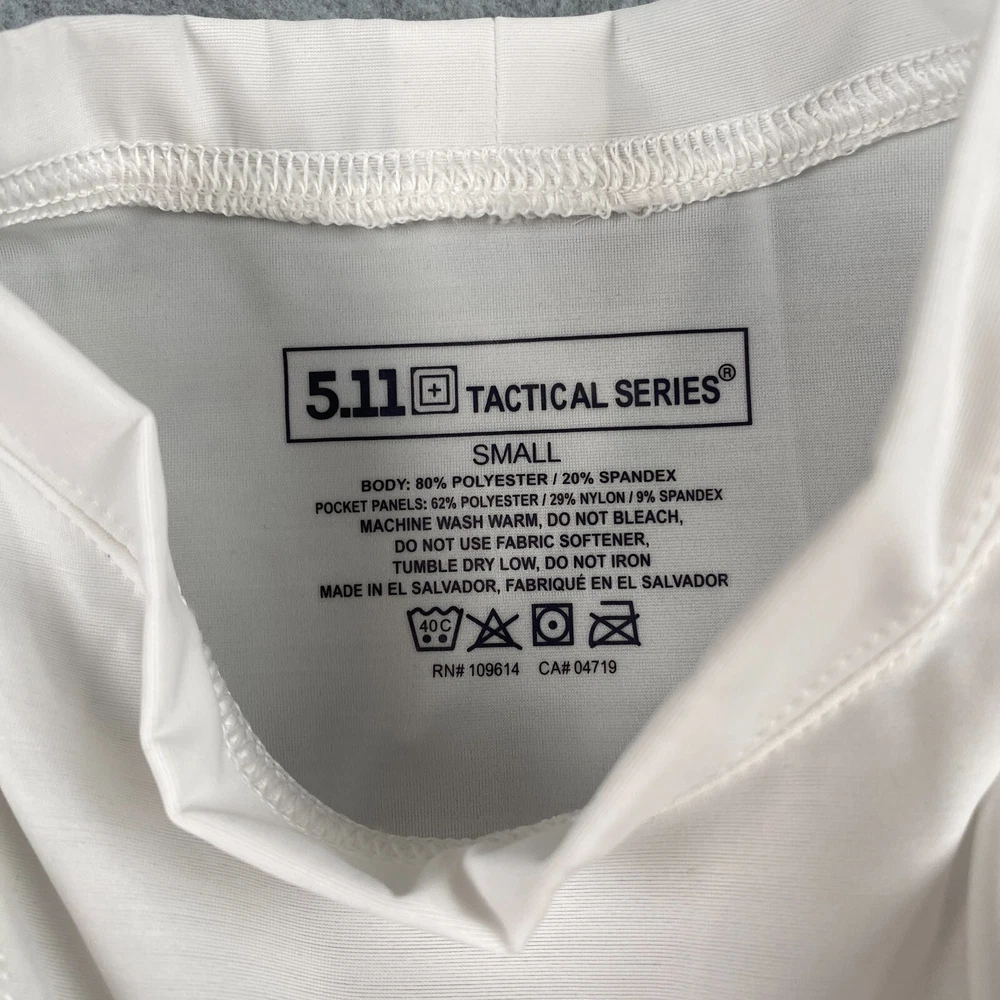 5.11 TACTICAL SERIES®
SMALL
BODY: 80% POLYESTER / 20% SPANDEX
POCKET PANELS: 62% POLYESTER / 29% NYLON / 9% SPANDEX
MACHINE WASH WARM, DO NOT BLEACH,
DO NOT USE FABRIC SOFTENER,
TUMBLE DRY LOW, DO NOT IRON
MADE IN EL SALVADOR, FABRIQUÉ EN EL SALVADOR
40C
RN# 109614 CA# 04719